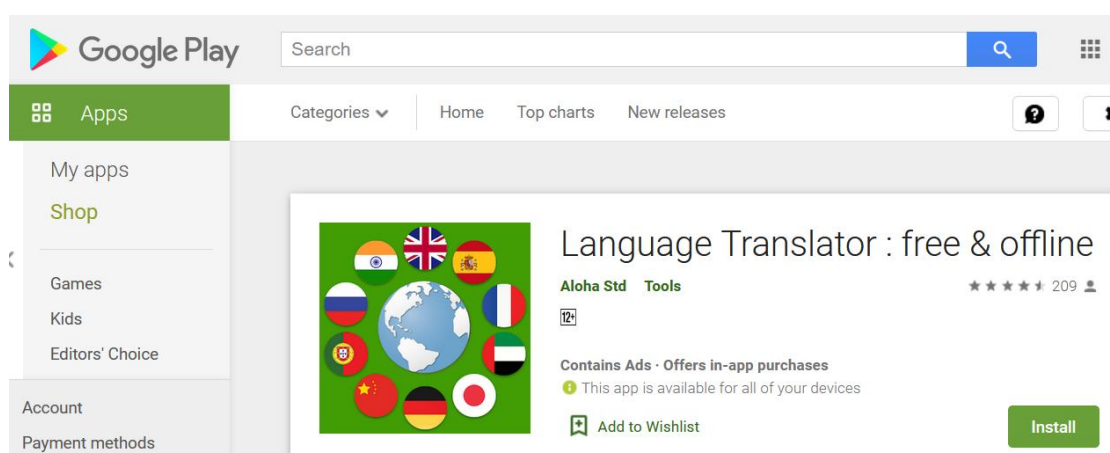 Google Play
Search
Apps
Categories
Home
Top charts
New releases
My apps
Shop
Games
Kids
Editors' Choice
Account
Payment methods
Language Translator : free & offline
Aloha Std Tools
209
12+
Contains Ads · Offers in-app purchases
This app is available for all of your devices
Add to Wishlist
Install